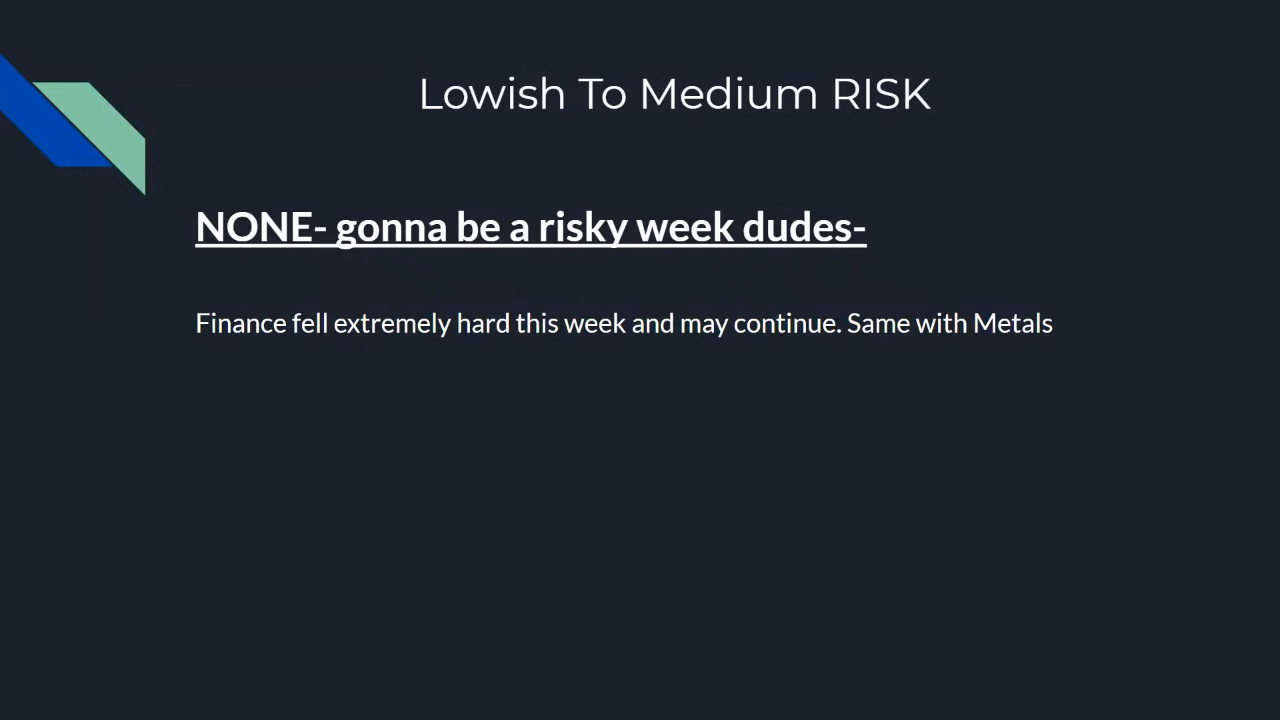 Lowish To Medium RISK
NONE- gonna be a risky week dudes-
Finance fell extremely hard this week and may continue. Same with Metals